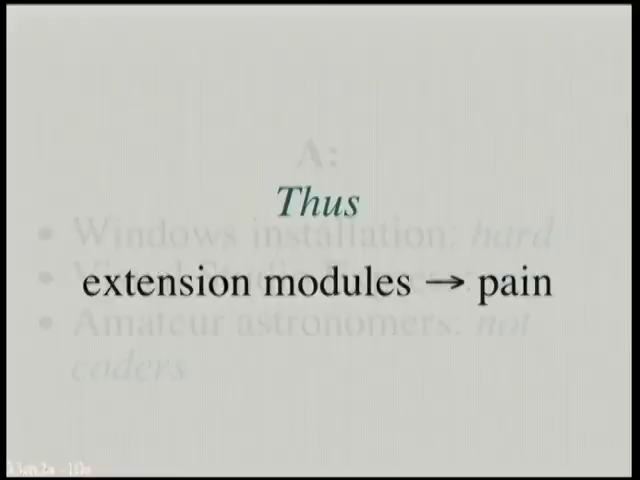 A:
Thus
• Windows installation: hard
extension modules → pain
• Amateur astronomers: not
coders